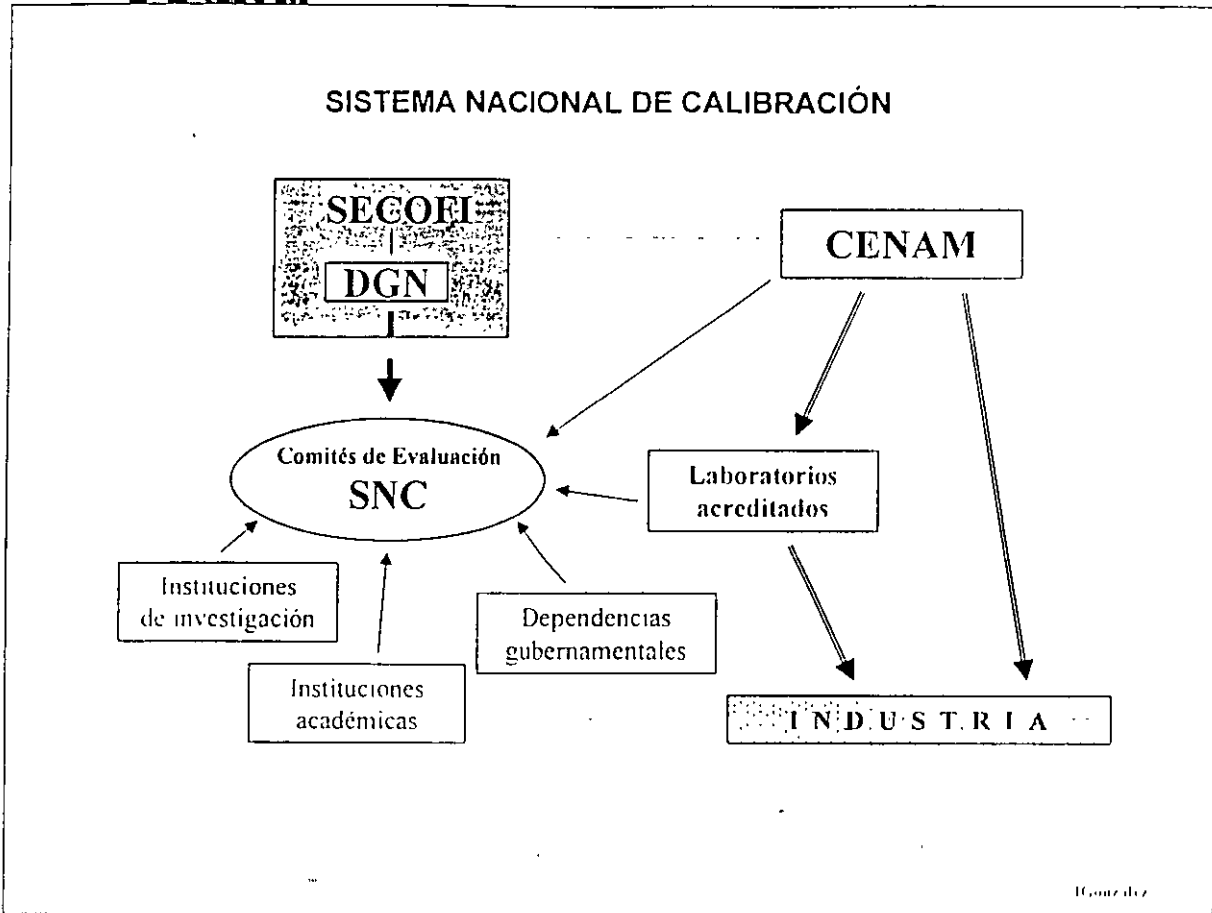 SISTEMA NACIONAL DE CALIBRACIÓN
SECOFI
DGN
CENAM
Comités de Evaluación
SNC
Laboratorios
acreditados
Instituciones
de investigación
Dependencias
gubernamentales
Instituciones
académicas
INDUSTRIA